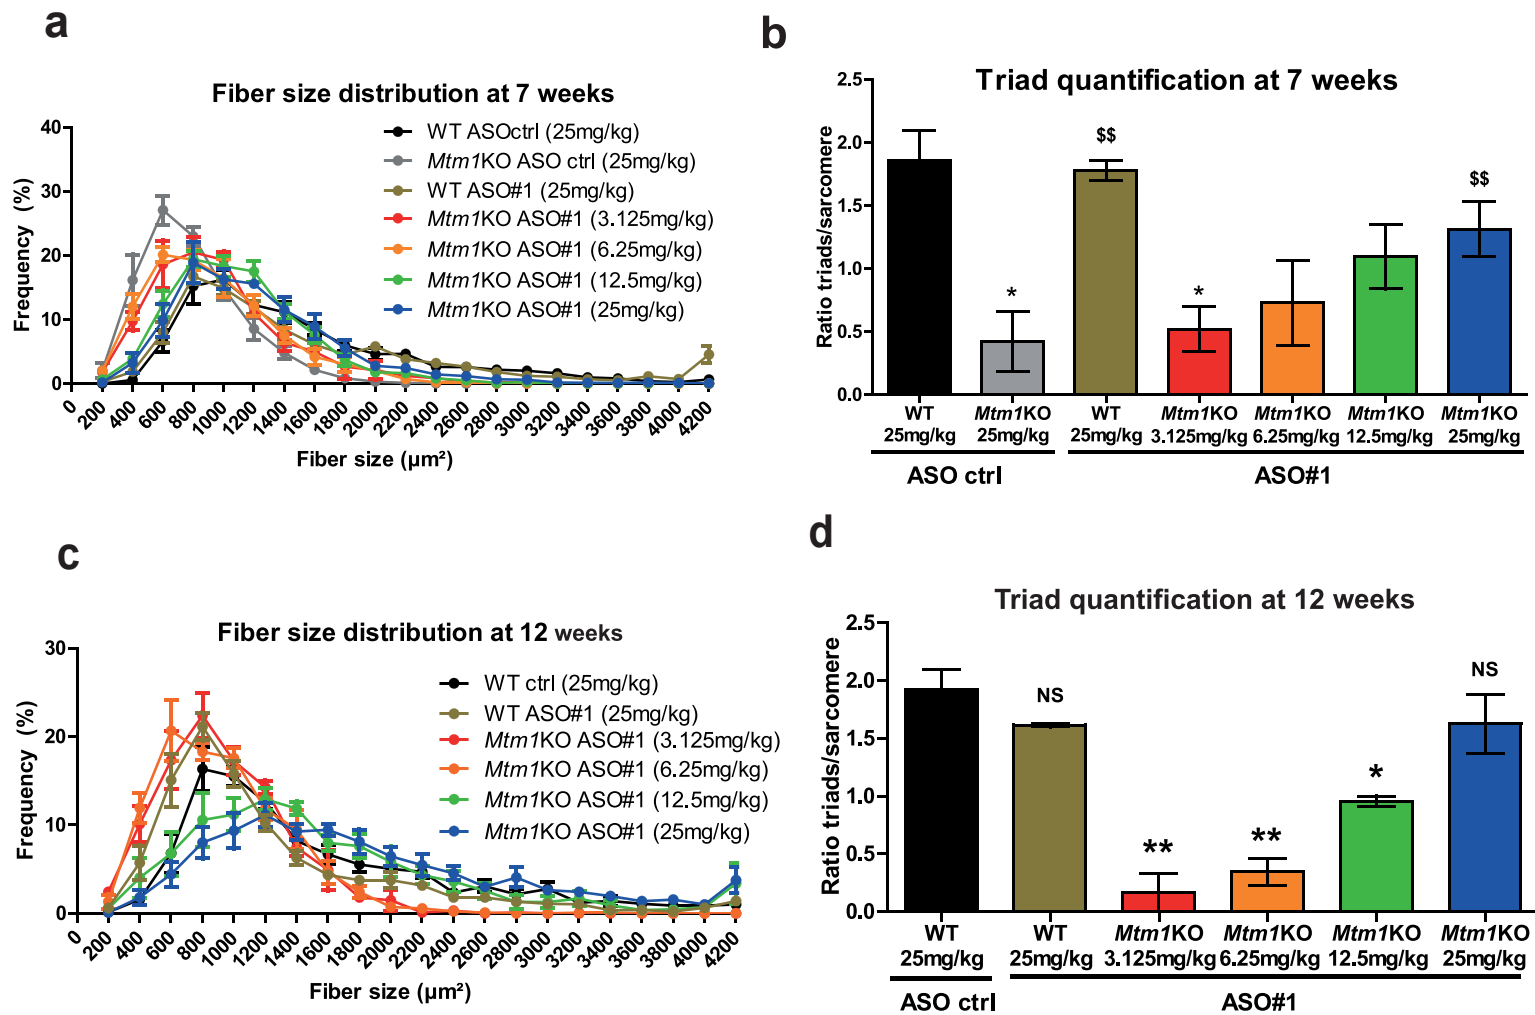 a
Fiber size distribution at 7 weeks
Frequency (%)
40
30
20
10
0
WT ASOctrl (25mg/kg)
Mtm1KO ASO ctrl (25mg/kg)
WT ASO#1 (25mg/kg)
Mtm1KO ASO#1 (3.125mg/kg)
Mtm1KO ASO#1 (6.25mg/kg)
Mtm1KO ASO#1 (12.5mg/kg)
Mtm1KO ASO#1 (25mg/kg)
0 200 400 600 800 1000 1200 1400 1600 1800 2000 2200 2400 2600 2800 3000 3200 3400 3600 3800 4000 4200
Fiber size (µm²)
b
Triad quantification at 7 weeks
Ratio triads/sarcomere
2.5
2.0
1.5
1.0
0.5
0.0
* $$ * $$
WT Mtm1KO WT Mtm1KO Mtm1KO Mtm1KO Mtm1KO
25mg/kg 25mg/kg 25mg/kg 3.125mg/kg 6.25mg/kg 12.5mg/kg 25mg/kg
ASO ctrl ASO#1
c
Fiber size distribution at 12 weeks
Frequency (%)
30
20
10
0
WT ctrl (25mg/kg)
WT ASO#1 (25mg/kg)
Mtm1KO ASO#1 (3.125mg/kg)
Mtm1KO ASO#1 (6.25mg/kg)
Mtm1KO ASO#1 (12.5mg/kg)
Mtm1KO ASO#1 (25mg/kg)
0 200 400 600 800 1000 1200 1400 1600 1800 2000 2200 2400 2600 2800 3000 3200 3400 3600 3800 4000 4200
Fiber size (µm²)
d
Triad quantification at 12 weeks
Ratio triads/sarcomere
2.5
2.0
1.5
1.0
0.5
0.0
NS ** ** * NS
WT WT Mtm1KO Mtm1KO Mtm1KO Mtm1KO
25mg/kg 25mg/kg 3.125mg/kg 6.25mg/kg 12.5mg/kg 25mg/kg
ASO ctrl ASO#1